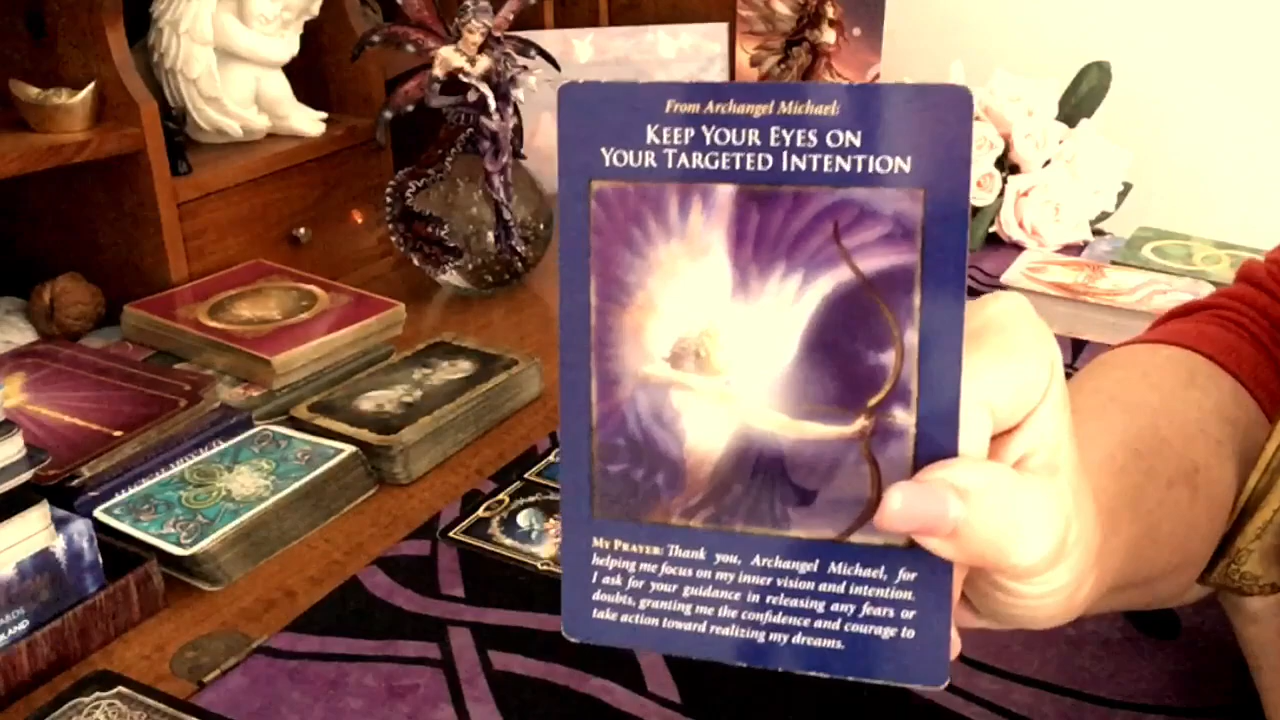 From Archangel Michael:
KEEP YOUR EYES ON
YOUR TARGETED INTENTION
MY PRAYER: Thank you, Archangel Michael, for
helping me focus on my inner vision and intention.
I ask for your guidance in releasing any fears or
doubts, granting me the confidence and courage to
take action toward realizing my dreams.